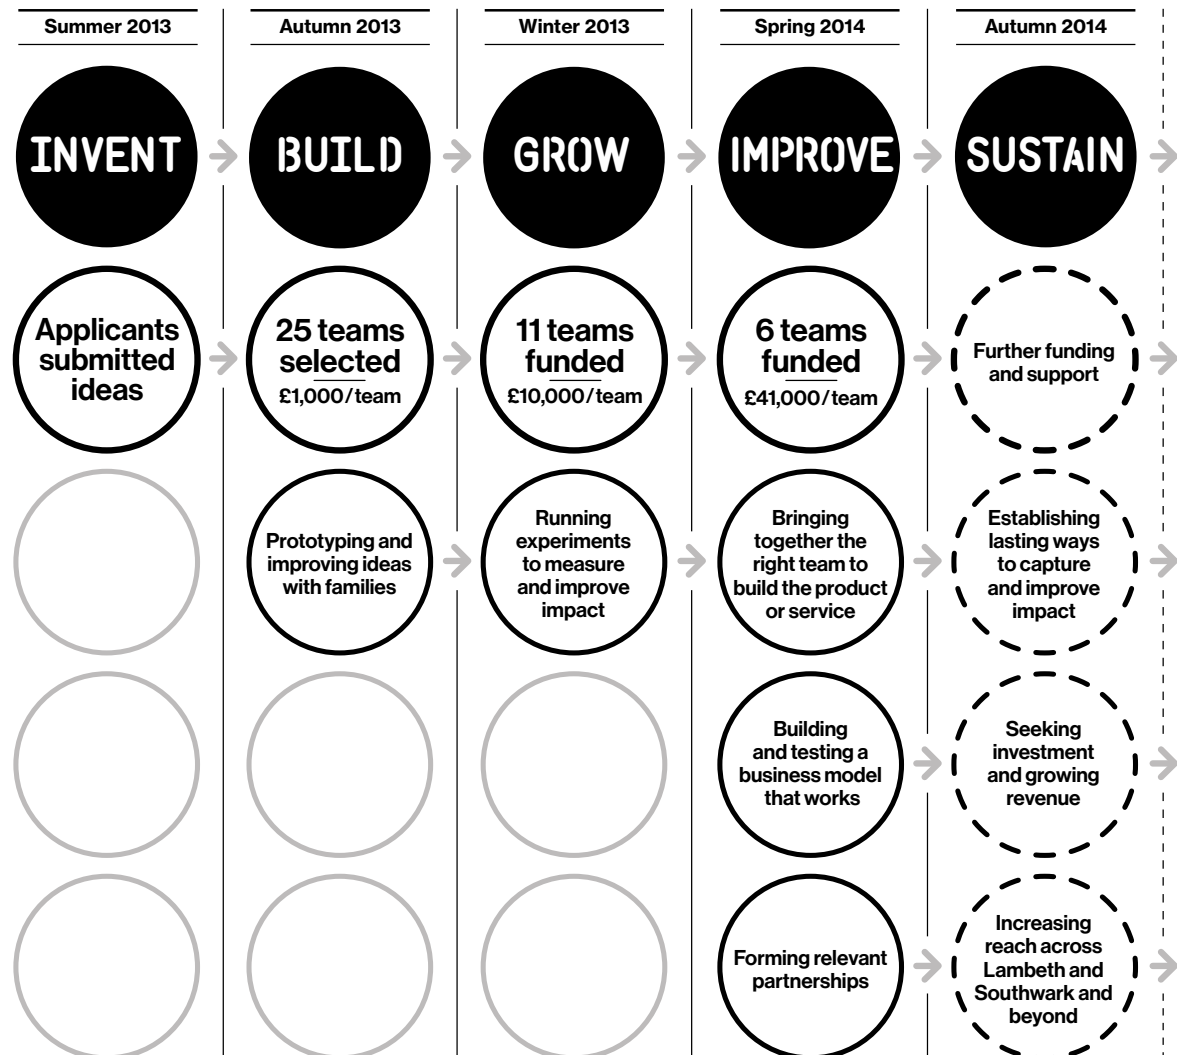 Summer 2013
Autumn 2013
Winter 2013
Spring 2014
Autumn 2014
INVENT
BUILD
GROW
IMPROVE
SUSTAIN
Applicants
submitted
ideas
25 teams
selected
£1,000/team
11 teams
funded
£10,000/team
6 teams
funded
£41,000/team
Further funding
and support
Prototyping and
improving ideas
with families
Running
experiments
to measure
and improve
impact
Bringing
together the
right team to
build the product
or service
Establishing
lasting ways
to capture
and improve
impact
Building
and testing a
business model
that works
Seeking
investment
and growing
revenue
Forming relevant
partnerships
Increasing
reach across
Lambeth and
Southwark and
beyond